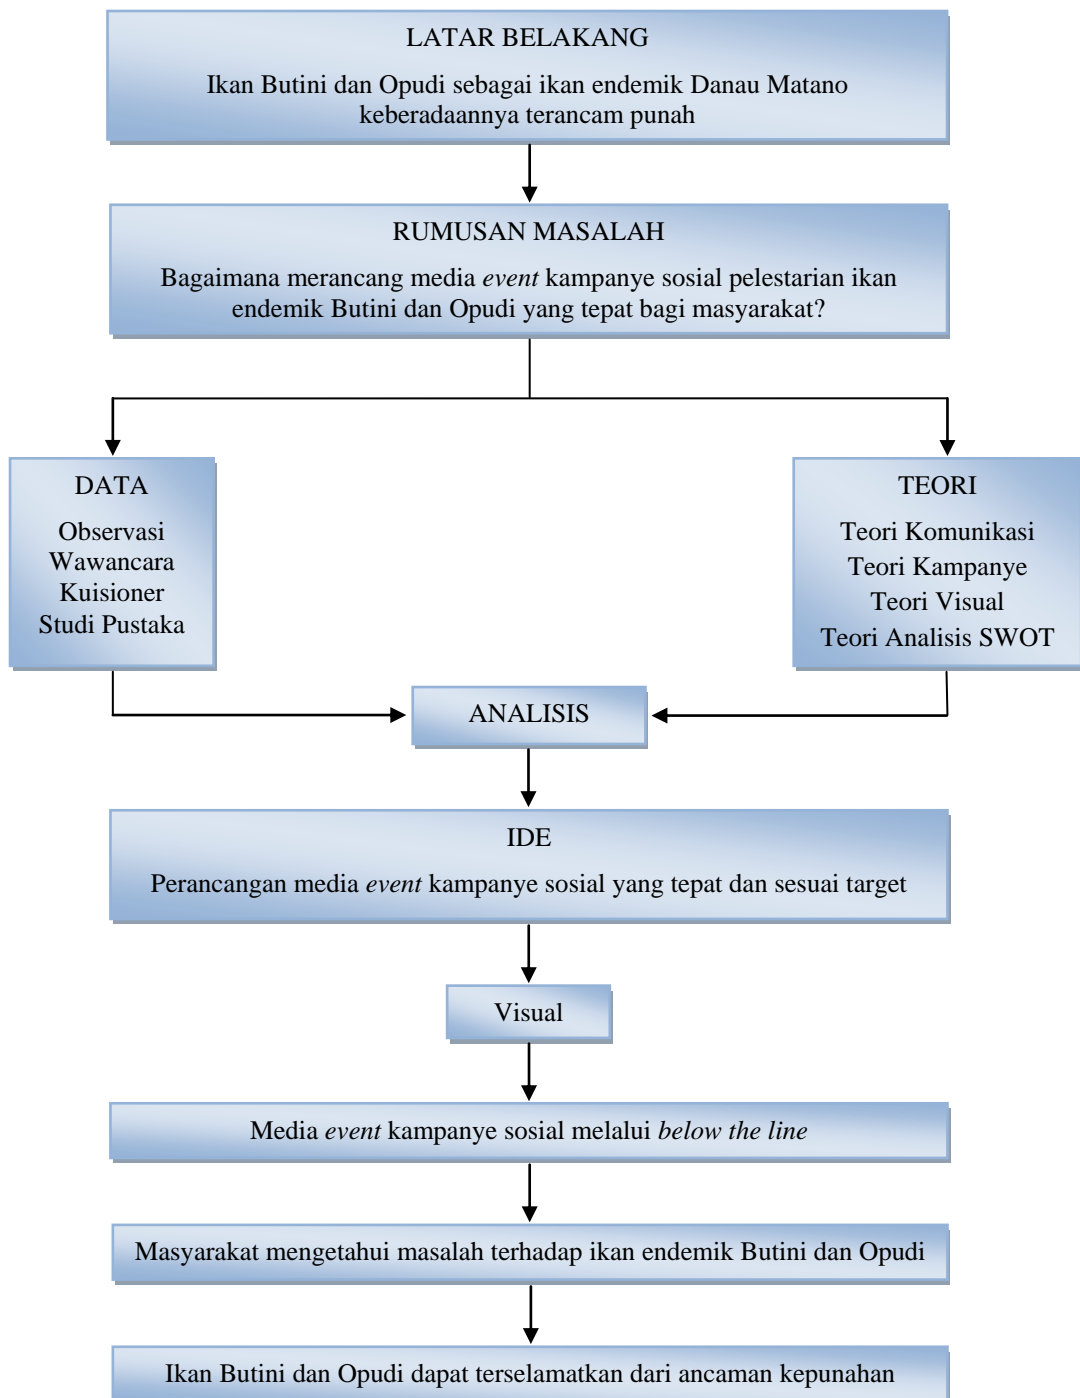 LATAR BELAKANG
Ikan Butini dan Opudi sebagai ikan endemik Danau Matano
keberadaannya terancam punah
RUMUSAN MASALAH
Bagaimana merancang media event kampanye sosial pelestarian ikan
endemik Butini dan Opudi yang tepat bagi masyarakat?
DATA
Observasi
Wawancara
Kuisioner
Studi Pustaka
TEORI
Teori Komunikasi
Teori Kampanye
Teori Visual
Teori Analisis SWOT
ANALISIS
IDE
Perancangan media event kampanye sosial yang tepat dan sesuai target
Visual
Media event kampanye sosial melalui below the line
Masyarakat mengetahui masalah terhadap ikan endemik Butini dan Opudi
Ikan Butini dan Opudi dapat terselamatkan dari ancaman kepunahan